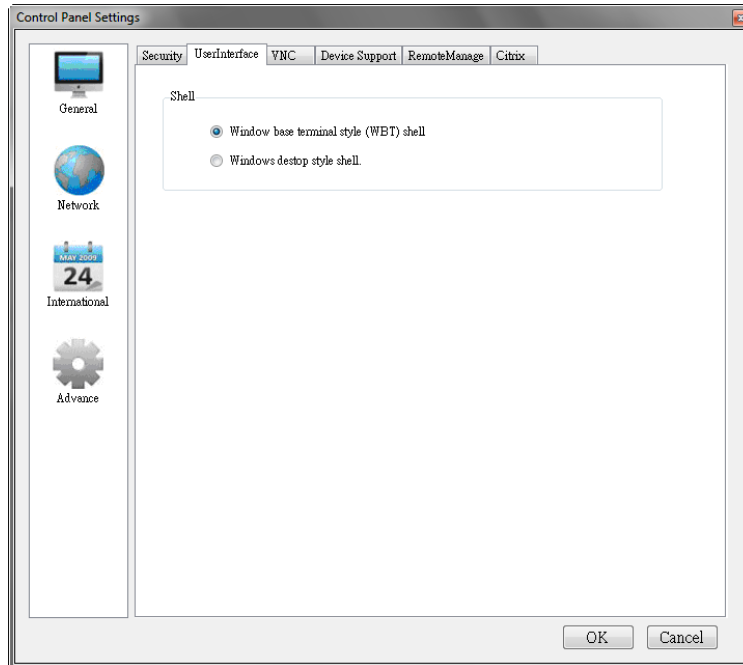 Control Panel Settings
Security UserInterface VNC Device Support RemoteManage Citrix
Shell
Window base terminal style (WBT) shell
Windows destop style shell.
General
Network
MAY 2009
24
International
Advance
OK Cancel